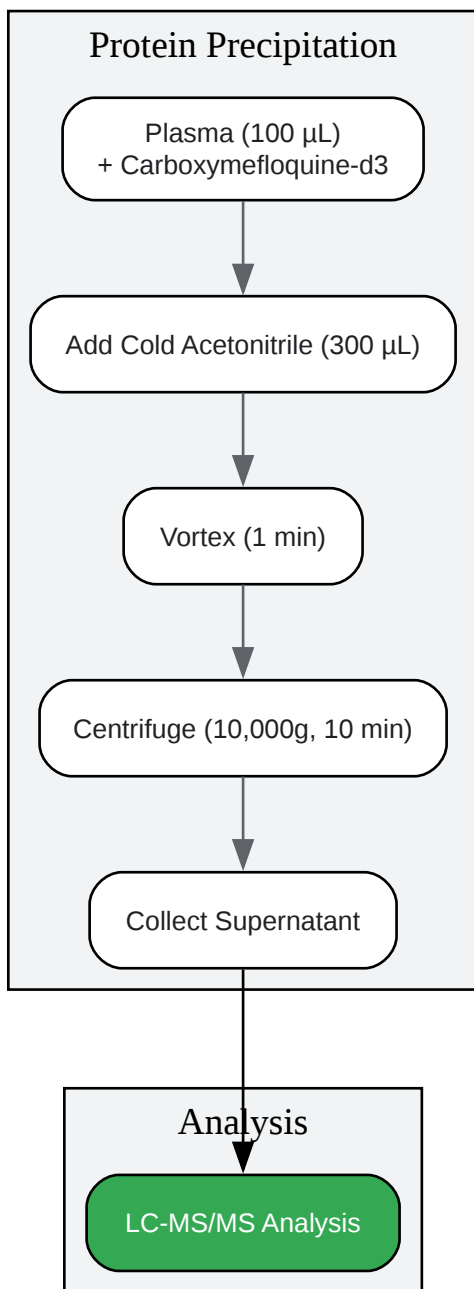 Protein Precipitation
Plasma (100 µL)
+ Carboxymefloquine-d3
Add Cold Acetonitrile (300 µL)
Vortex (1 min)
Centrifuge (10,000g, 10 min)
Collect Supernatant
Analysis
LC-MS/MS Analysis